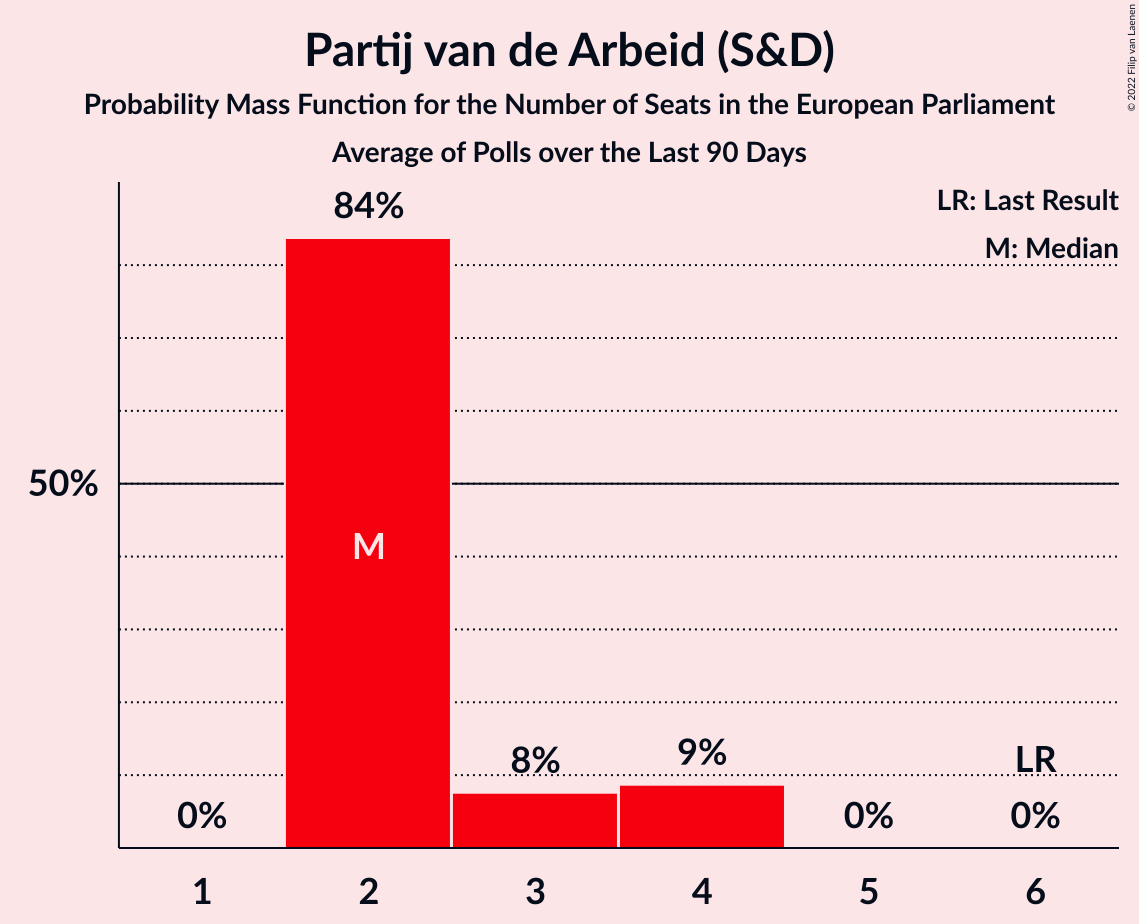 Partij van de Arbeid (S&D)
Probability Mass Function for the Number of Seats in the European Parliament
Average of Polls over the Last 90 Days
© 2022 Filip van Laenen
LR: Last Result
M: Median
84%
50%
M
8%
9%
LR
0%
0%
0%
1 2 3 4 5 6